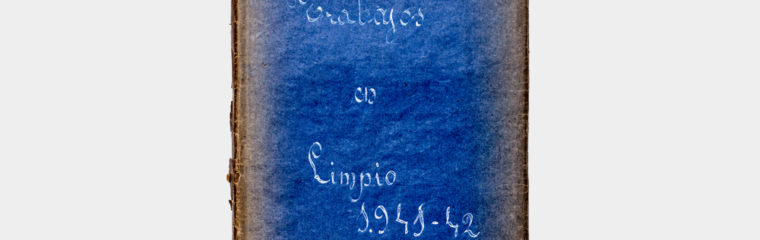 Trabajos
en
Limpio
1.941-42